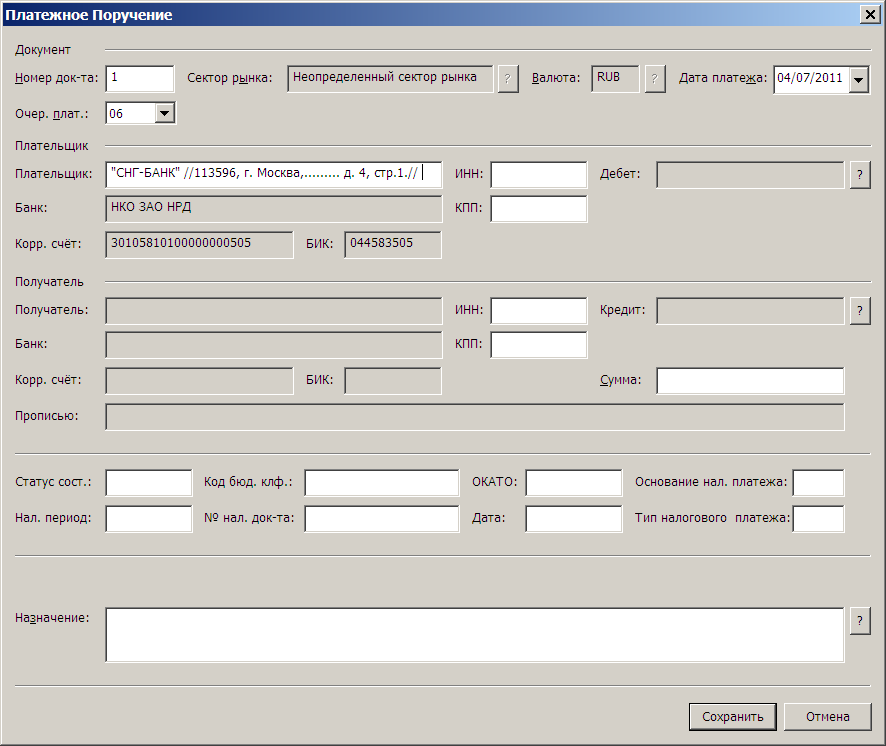 Платежное Поручение
Документ
Номер док-та: 1 Сектор рынка: Неопределенный сектор рынка ? Валюта: RUB ? Дата платежа: 04/07/2011
Очер. плат.: 06
Плательщик
Плательщик: "СНГ-БАНК" //113596, г. Москва,......... д. 4, стр.1.// ИНН: Дебет: ?
Банк: НКО ЗАО НРД КПП:
Корр. счёт: 30105810100000000505 БИК: 044583505
Получатель
Получатель: ИНН: Кредит: ?
Банк: КПП:
Корр. счёт: БИК: Сумма:
Прописью:
Статус сост.: Код бюд. клф.: ОКАТО: Основание нал. платежа:
Нал. период: № нал. док-та: Дата: Тип налогового платежа:
Назначение: ?
Сохранить Отмена